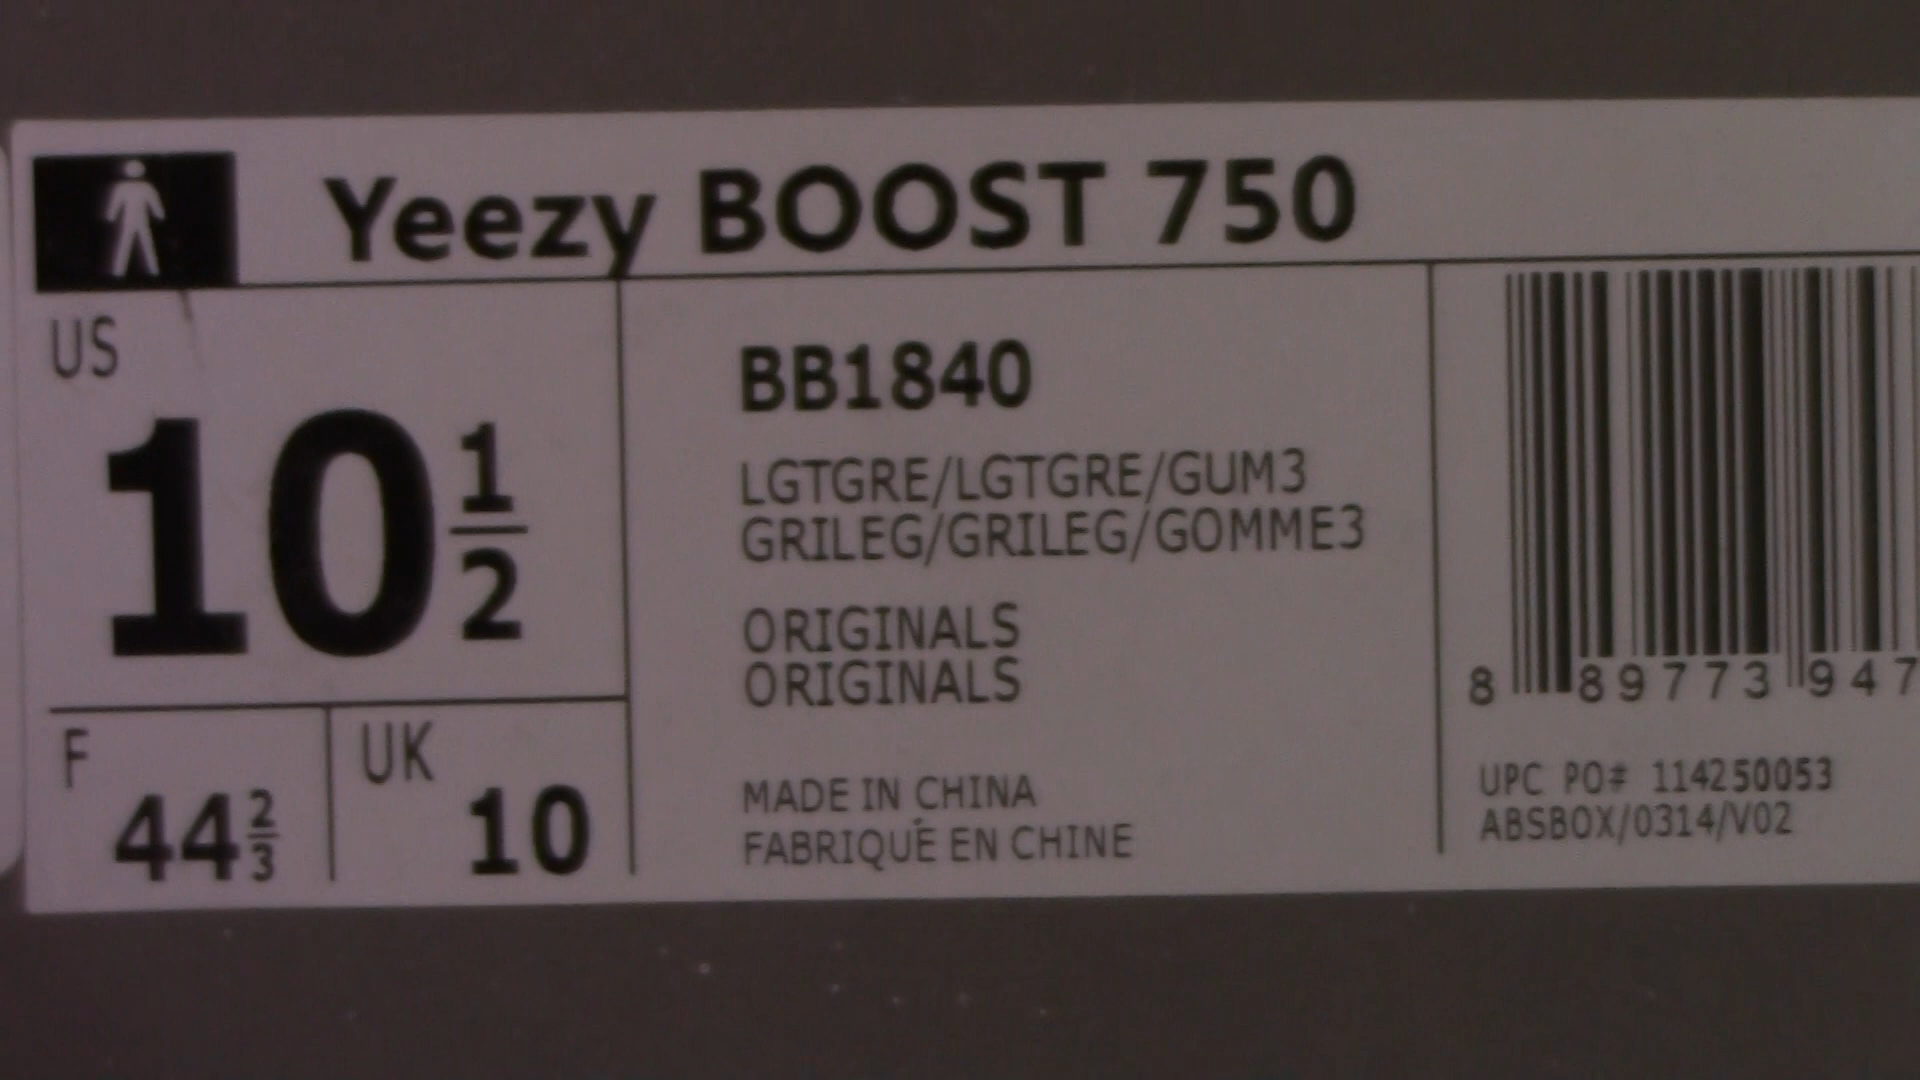 Yeezy BOOST 750
US
10 1/2
F
44 2/3
UK
10
BB1840
LGTGRE/LGTGRE/GUM3
GRILEG/GRILEG/GOMME3
ORIGINALS
ORIGINALS
MADE IN CHINA
FABRIQUÉ EN CHINE
8 89773 947
UPC PO# 114250053
ABSBOX/0314/V02